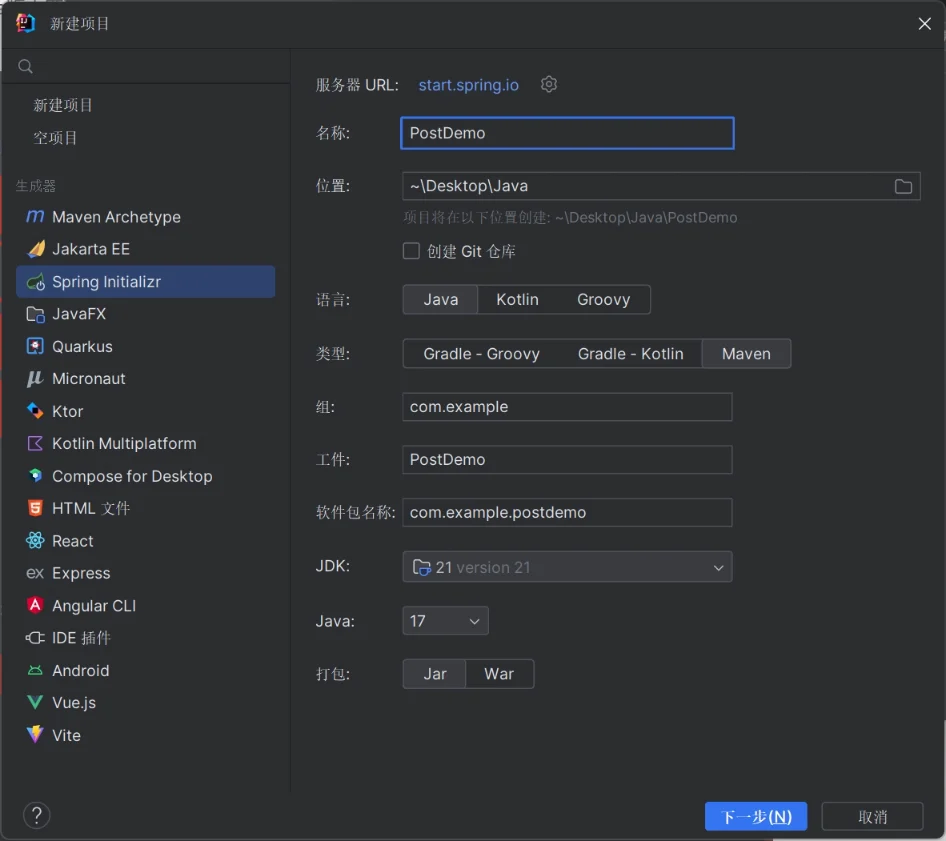 新建项目
新建项目
空项目
生成器
Maven Archetype
Jakarta EE
Spring Initializr
JavaFX
Quarkus
Micronaut
Ktor
Kotlin Multiplatform
Compose for Desktop
HTML 文件
React
Express
Angular CLI
IDE 插件
Android
Vue.js
Vite
服务器 URL: start.spring.io
名称: PostDemo
位置: ~\Desktop\Java
项目将在以下位置创建: ~\Desktop\Java\PostDemo
创建 Git 仓库
语言: Java Kotlin Groovy
类型: Gradle - Groovy Gradle - Kotlin Maven
组: com.example
工件: PostDemo
软件包名称: com.example.postdemo
JDK: 21 version 21
Java: 17
打包: Jar War
? 下一步(N) 取消